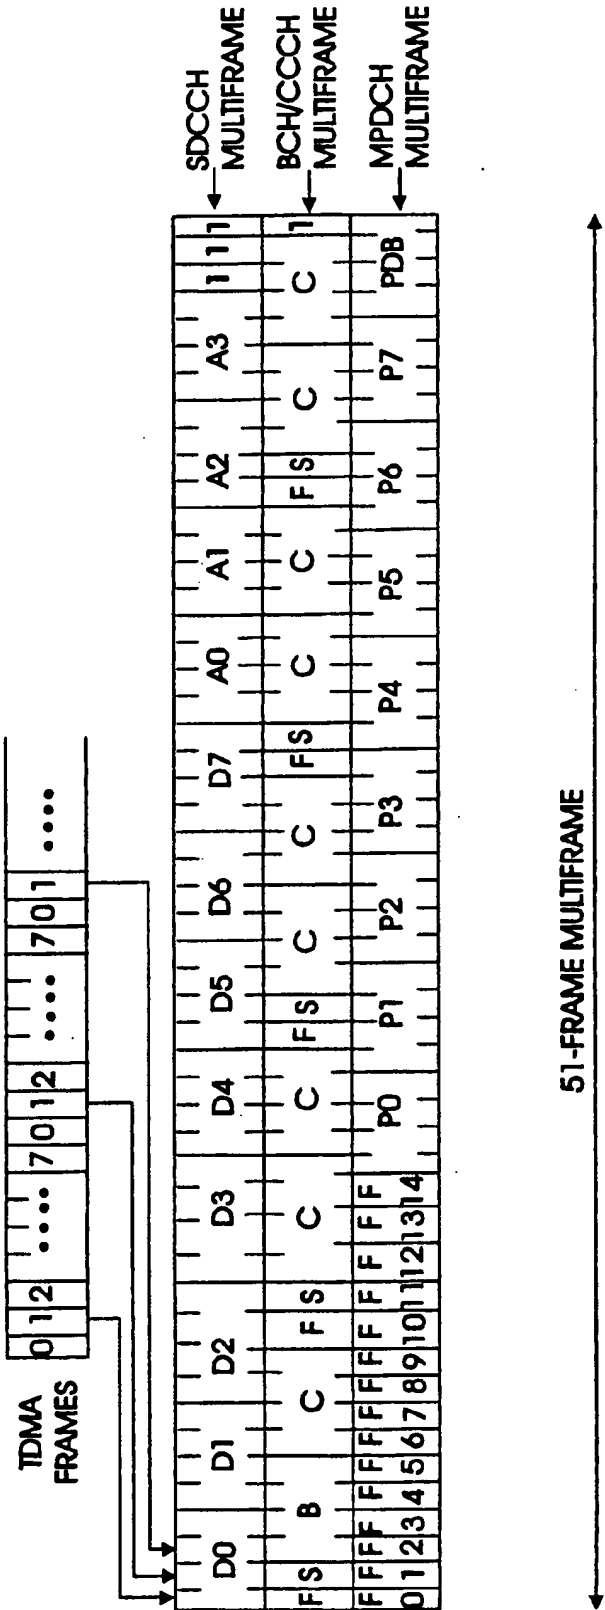 TDMA
FRAMES
0 1 2 •••• 7 0 1 2 •••• 7 0 1 ••••
D0 D1 D2 D3 D4 D5 D6 D7 A0 A1 A2 A3 1 1 1
SDCCH
MULTIFRAME
F S B C F S C C F S C C F S C C F S C C 1
BCH/CCCH
MULTIFRAME
F F F F F F F F F F F F F F F
0 1 2 3 4 5 6 7 8 9 10 11 12 13 14
P0 P1 P2 P3 P4 P5 P6 P7 PDB
MPDCH
MULTIFRAME
51-FRAME MULTIFRAME